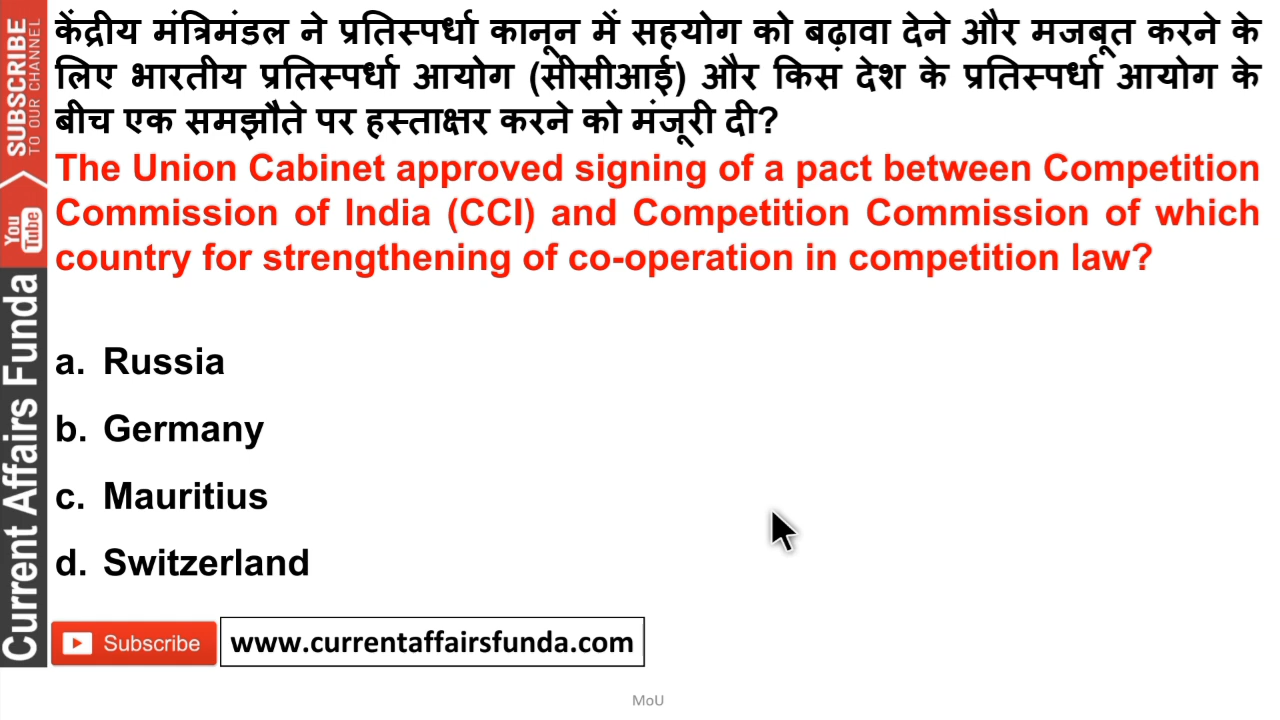 केंद्रीय मंत्रिमंडल ने प्रतिस्पर्धा कानून में सहयोग को बढ़ावा देने और मजबूत करने के
लिए भारतीय प्रतिस्पर्धा आयोग (सीसीआई) और किस देश के प्रतिस्पर्धा आयोग के
बीच एक समझौते पर हस्ताक्षर करने को मंजूरी दी?
The Union Cabinet approved signing of a pact between Competition
Commission of India (CCI) and Competition Commission of which
country for strengthening of co-operation in competition law?
a. Russia
b. Germany
c. Mauritius
d. Switzerland
Subscribe
www.currentaffairsfunda.com
MoU
SUBSCRIBE
TO OUR CHANNEL
You
Tube
Current Affairs Funda